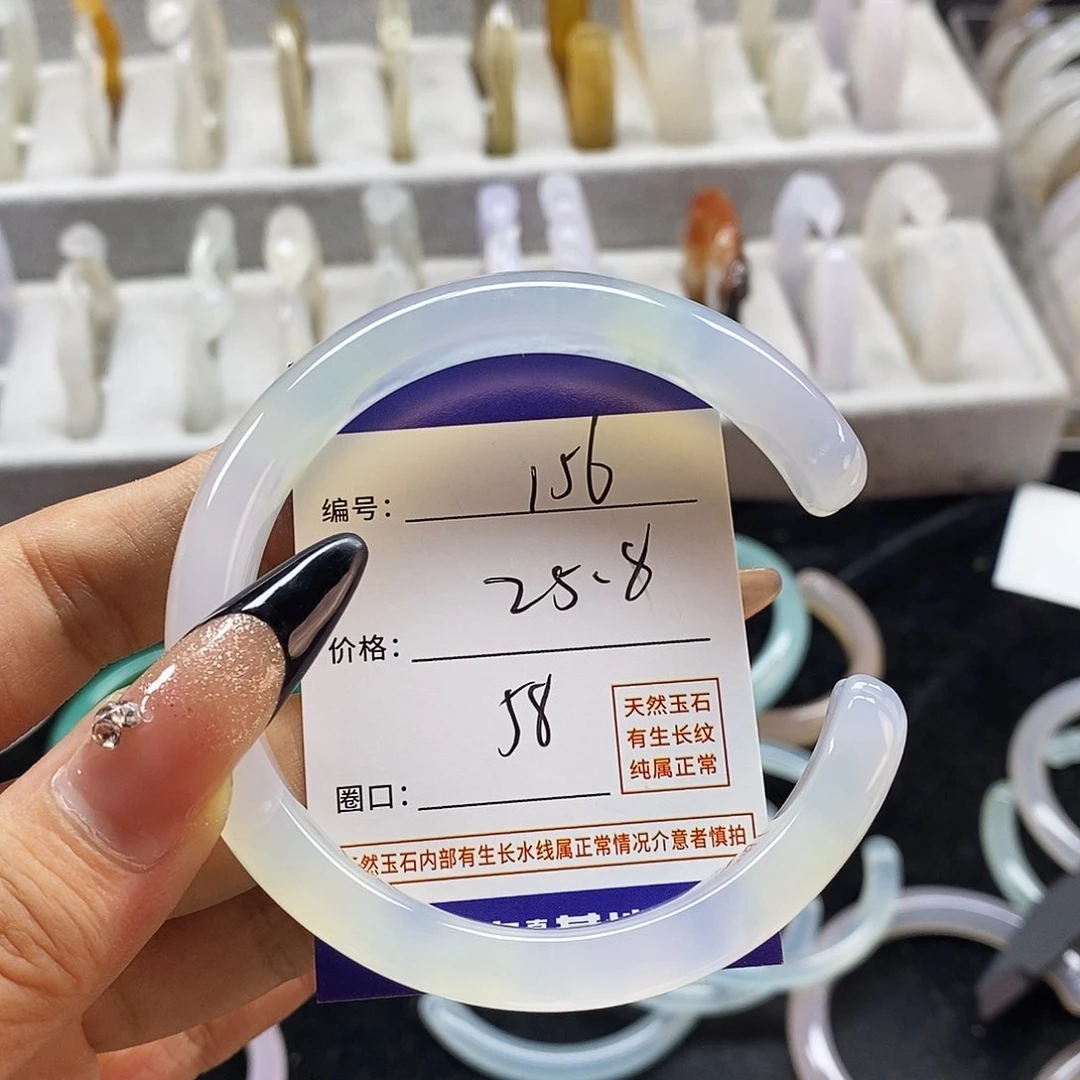 编号: 156
25.8
价格:
58
天然玉石
有生长纹
纯属正常
圈口:
然玉石内部有生长水线属正常情况介意者慎拍